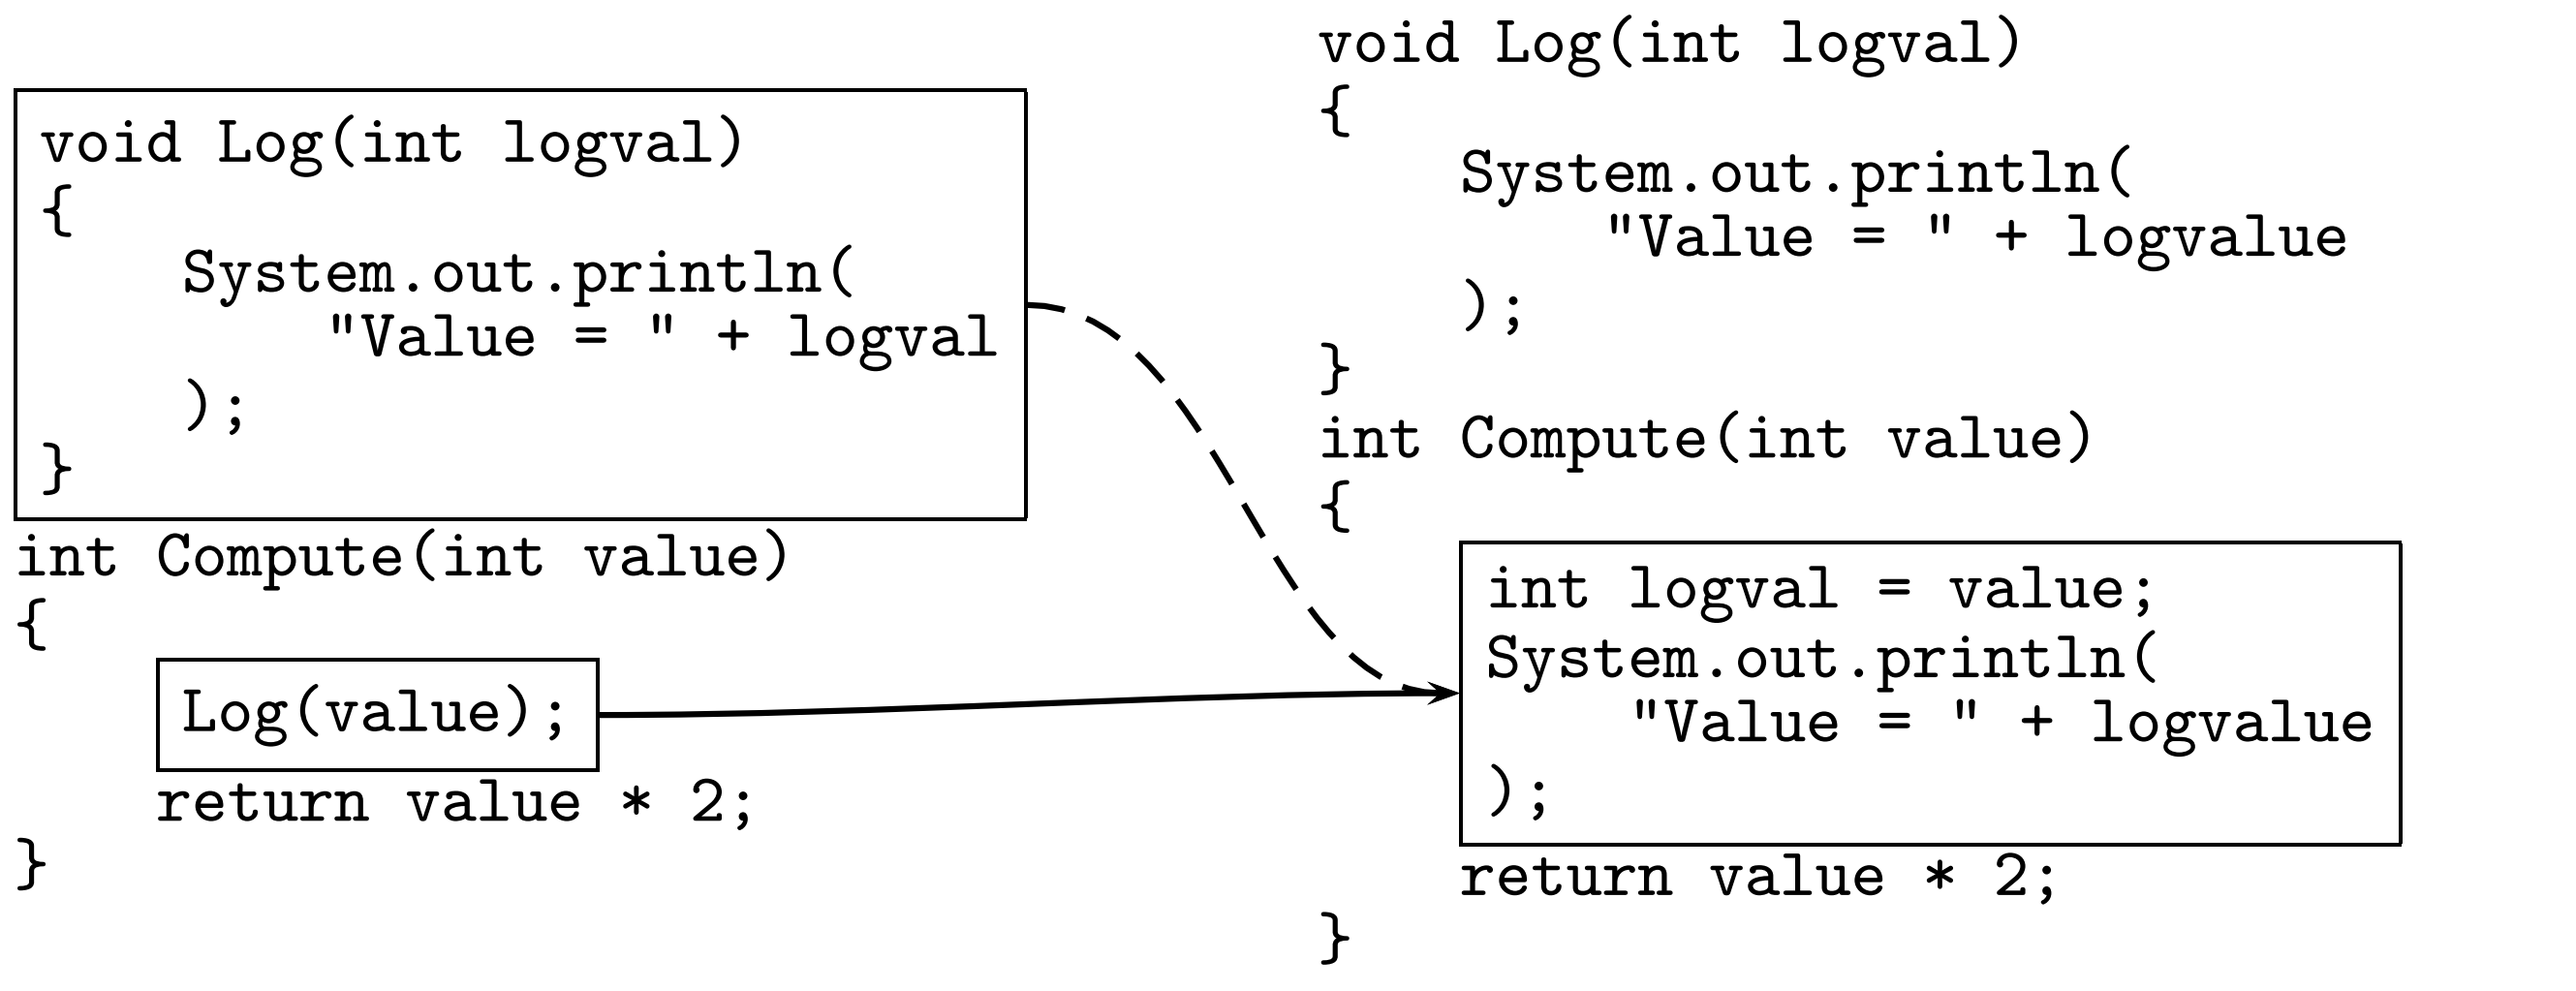 void Log(int logval)
{
    System.out.println(
        "Value = " + logval
    );
}
int Compute(int value)
{
    Log(value);
    return value * 2;
}
void Log(int logval)
{
    System.out.println(
        "Value = " + logvalue
    );
}
int Compute(int value)
{
    int logval = value;
    System.out.println(
        "Value = " + logvalue
    );
    return value * 2;
}